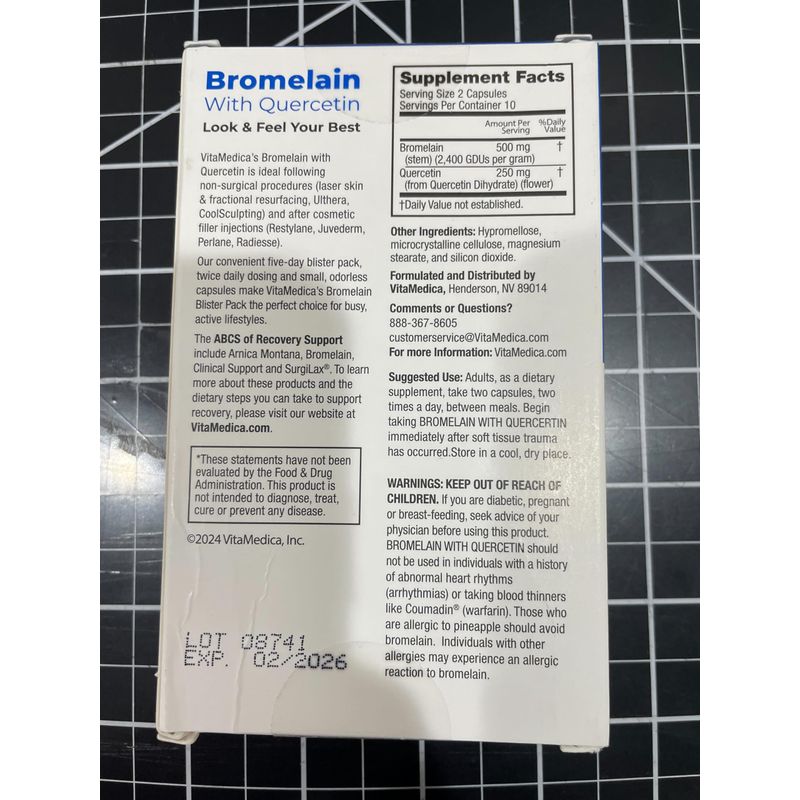 Bromelain
With Quercetin
Look & Feel Your Best
VitaMedica's Bromelain with
Quercetin is ideal following
non-surgical procedures (laser skin
& fractional resurfacing, Ulthera,
CoolSculpting) and after cosmetic
filler injections (Restylane, Juvederm,
Perlane, Radiesse).
Our convenient five-day blister pack,
twice daily dosing and small, odorless
capsules make VitaMedica's Bromelain
Blister Pack the perfect choice for busy,
active lifestyles.
The ABCS of Recovery Support
include Arnica Montana, Bromelain,
Clinical Support and SurgiLax®. To learn
more about these products and the
dietary steps you can take to support
recovery, please visit our website at
VitaMedica.com.
*These statements have not been
evaluated by the Food & Drug
Administration. This product is
not intended to diagnose, treat,
cure or prevent any disease.
©2024 VitaMedica, Inc.
LOT 08741
EXP. 02/2026
Supplement Facts
Serving Size 2 Capsules
Servings Per Container 10
Amount Per Serving %Daily Value
Bromelain 500 mg †
(stem) (2,400 GDUs per gram)
Quercetin 250 mg †
(from Quercetin Dihydrate) (flower)
†Daily Value not established.
Other Ingredients: Hypromellose,
microcrystalline cellulose, magnesium
stearate, and silicon dioxide.
Formulated and Distributed by
VitaMedica, Henderson, NV 89014
Comments or Questions?
888-367-8605
customerservice@VitaMedica.com
For more Information: VitaMedica.com
Suggested Use: Adults, as a dietary
supplement, take two capsules, two
times a day, between meals. Begin
taking BROMELAIN WITH QUERCERTIN
immediately after soft tissue trauma
has occurred.Store in a cool, dry place.
WARNINGS: KEEP OUT OF REACH OF
CHILDREN. If you are diabetic, pregnant
or breast-feeding, seek advice of your
physician before using this product.
BROMELAIN WITH QUERCETIN should
not be used in individuals with a history
of abnormal heart rhythms
(arrhythmias) or taking blood thinners
like Coumadin® (warfarin). Those who
are allergic to pineapple should avoid
bromelain. Individuals with other
allergies may experience an allergic
reaction to bromelain.